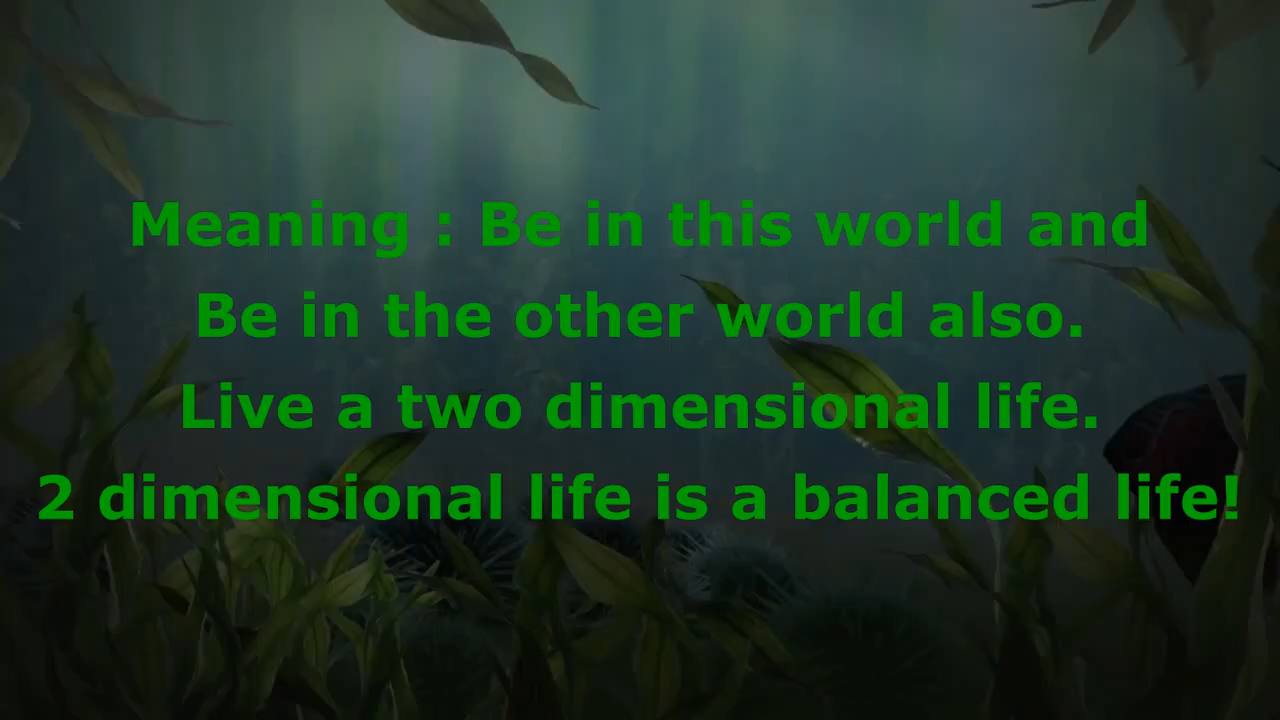 Meaning : Be in this world and
Be in the other world also.
Live a two dimensional life.
2 dimensional life is a balanced life!